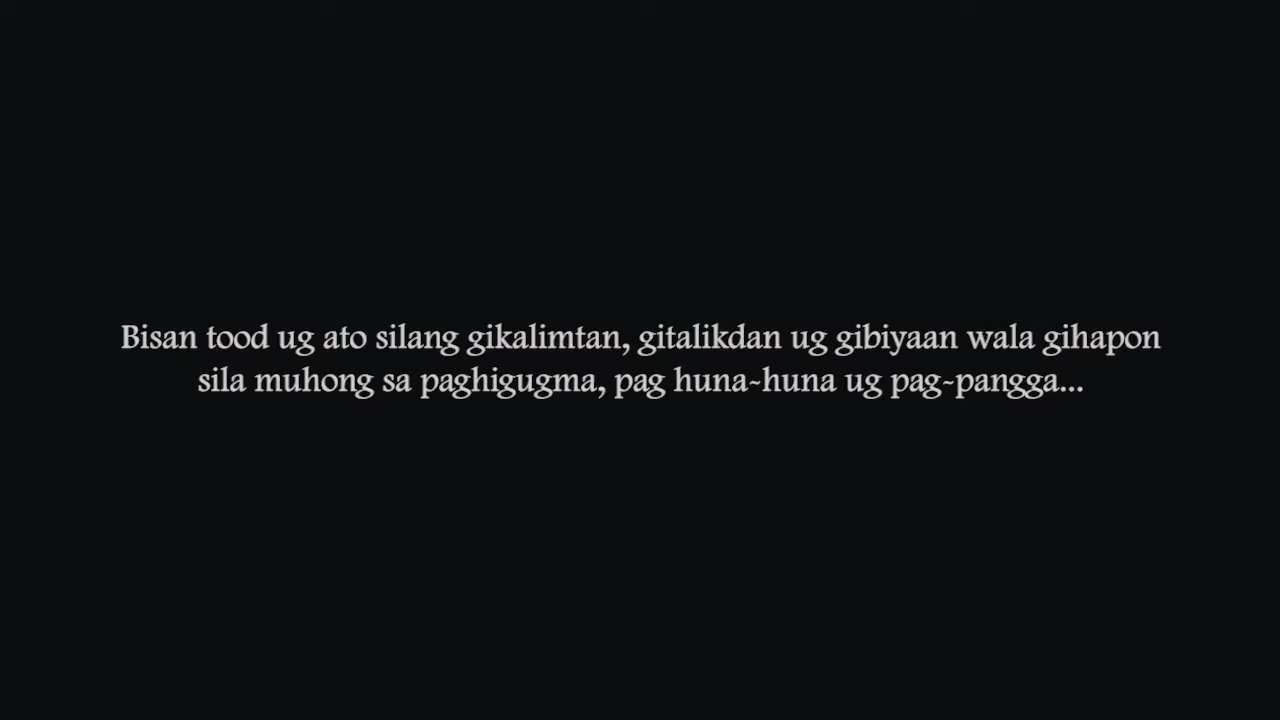 Bisan tood ug ato silang gikalimtan, gitalikdan ug gibiyaan wala gihapon
sila muhong sa paghigugma, pag huna-huna ug pag-pangga...